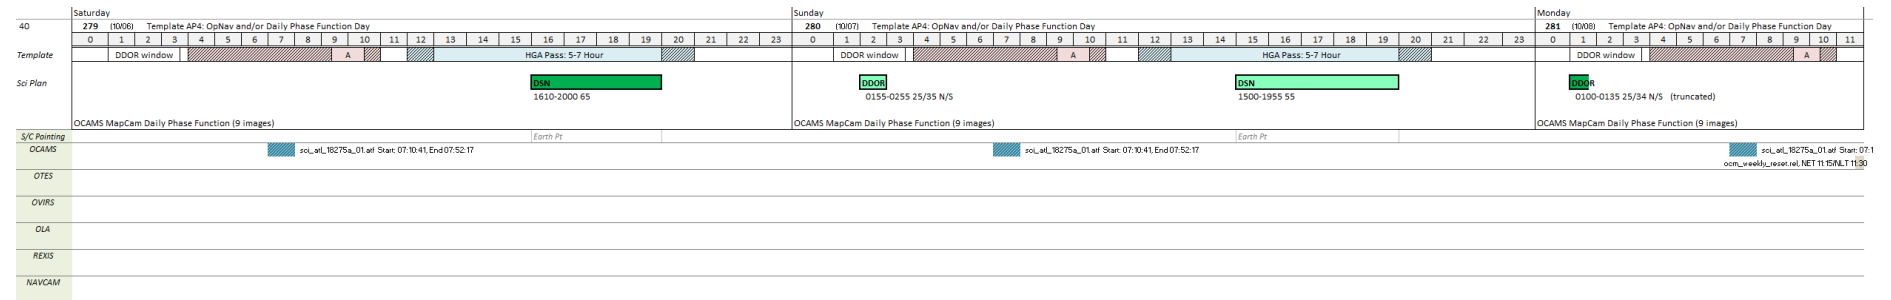 Saturday Sunday Monday
40 279 (10/06) Template AP4: OpNav and/or Daily Phase Function Day 280 (10/07) Template AP4: OpNav and/or Daily Phase Function Day 281 (10/08) Template AP4: OpNav and/or Daily Phase Function Day
0 1 2 3 4 5 6 7 8 9 10 11 12 13 14 15 16 17 18 19 20 21 22 23 0 1 2 3 4 5 6 7 8 9 10 11 12 13 14 15 16 17 18 19 20 21 22 23 0 1 2 3 4 5 6 7 8 9 10 11
Template DDOR window A HGA Pass: 5-7 Hour DDOR window A HGA Pass: 5-7 Hour DDOR window A
Sci Plan DSN DDOR DSN DDOR
1610-2000 65 0155-0255 25/35 N/S 1500-1955 55 0100-0135 25/34 N/S (truncated)
OCAMS MapCam Daily Phase Function (9 images) OCAMS MapCam Daily Phase Function (9 images) OCAMS MapCam Daily Phase Function (9 images)
S/C Pointing Earth Pt Earth Pt
OCAMS sci_atl_18275a_01.atf Start: 07:10:41, End 07:52:17 sci_atl_18275a_01.atf Start: 07:10:41, End 07:52:17 sci_atl_18275a_01.atf Start: 07:1
ocm_weekly_reset.rel, NET 11:15/NLT 11:30
OTES
OVIRS
OLA
REXIS
NAVCAM